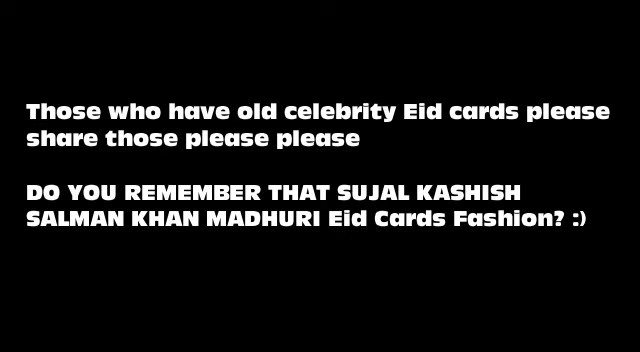 Those who have old celebrity Eid cards please
share those please please
DO YOU REMEMBER THAT SUJAL KASHISH
SALMAN KHAN MADHURI Eid Cards Fashion? :)